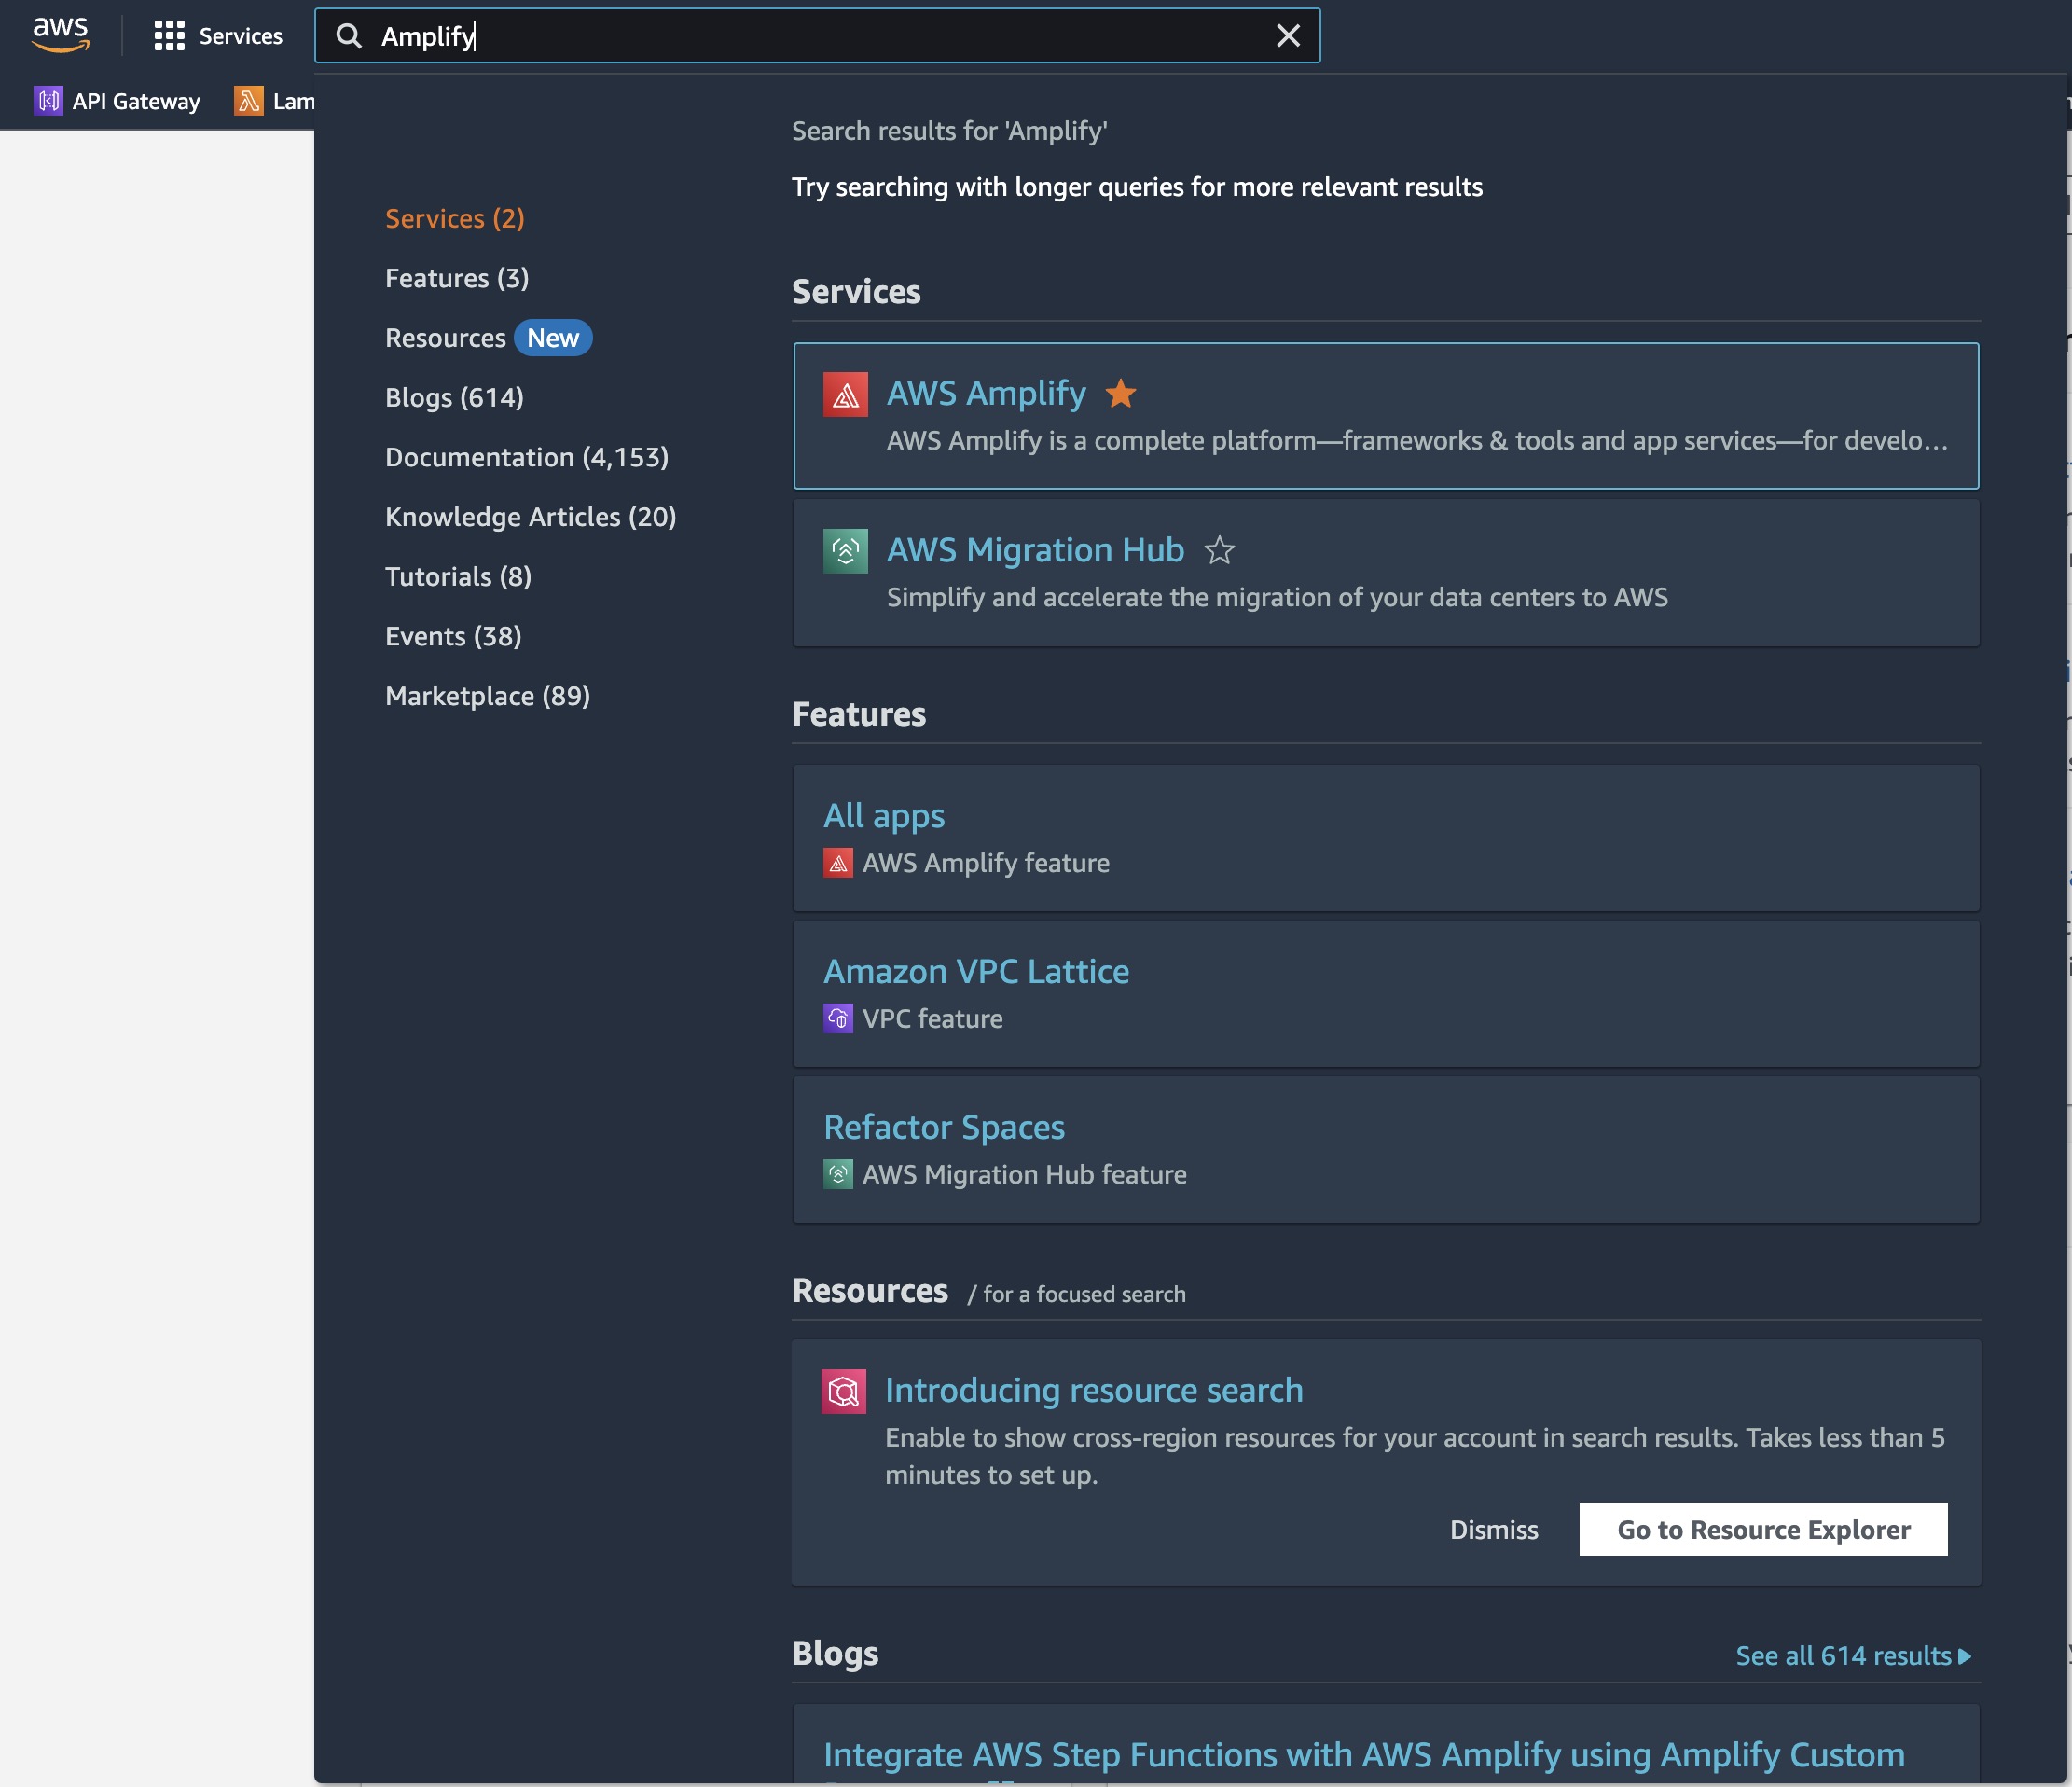 aws
Services
Amplify
API Gateway
Lam
Search results for 'Amplify'
Try searching with longer queries for more relevant results
Services (2)
Features (3)
Resources New
Blogs (614)
Documentation (4,153)
Knowledge Articles (20)
Tutorials (8)
Events (38)
Marketplace (89)
Services
AWS Amplify
AWS Amplify is a complete platform—frameworks & tools and app services—for develo...
AWS Migration Hub
Simplify and accelerate the migration of your data centers to AWS
Features
All apps
AWS Amplify feature
Amazon VPC Lattice
VPC feature
Refactor Spaces
AWS Migration Hub feature
Resources / for a focused search
Introducing resource search
Enable to show cross-region resources for your account in search results. Takes less than 5
minutes to set up.
Dismiss
Go to Resource Explorer
Blogs
See all 614 results
Integrate AWS Step Functions with AWS Amplify using Amplify Custom